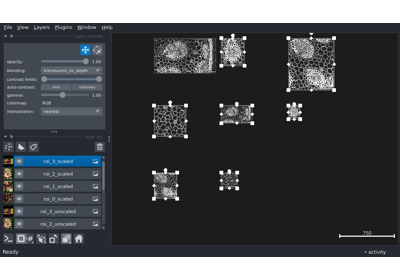 File View Layers Plugins Window Help
opacity: 1.00
blending: translucent_no_depth
contrast limits:
auto-contrast: once continuous
gamma: 1.00
colormap: RGB
interpolation: nearest
roi_3_scaled
roi_2_scaled
roi_1_scaled
roi_0_scaled
roi_3_unscaled
roi_2_unscaled
750
Ready
activity